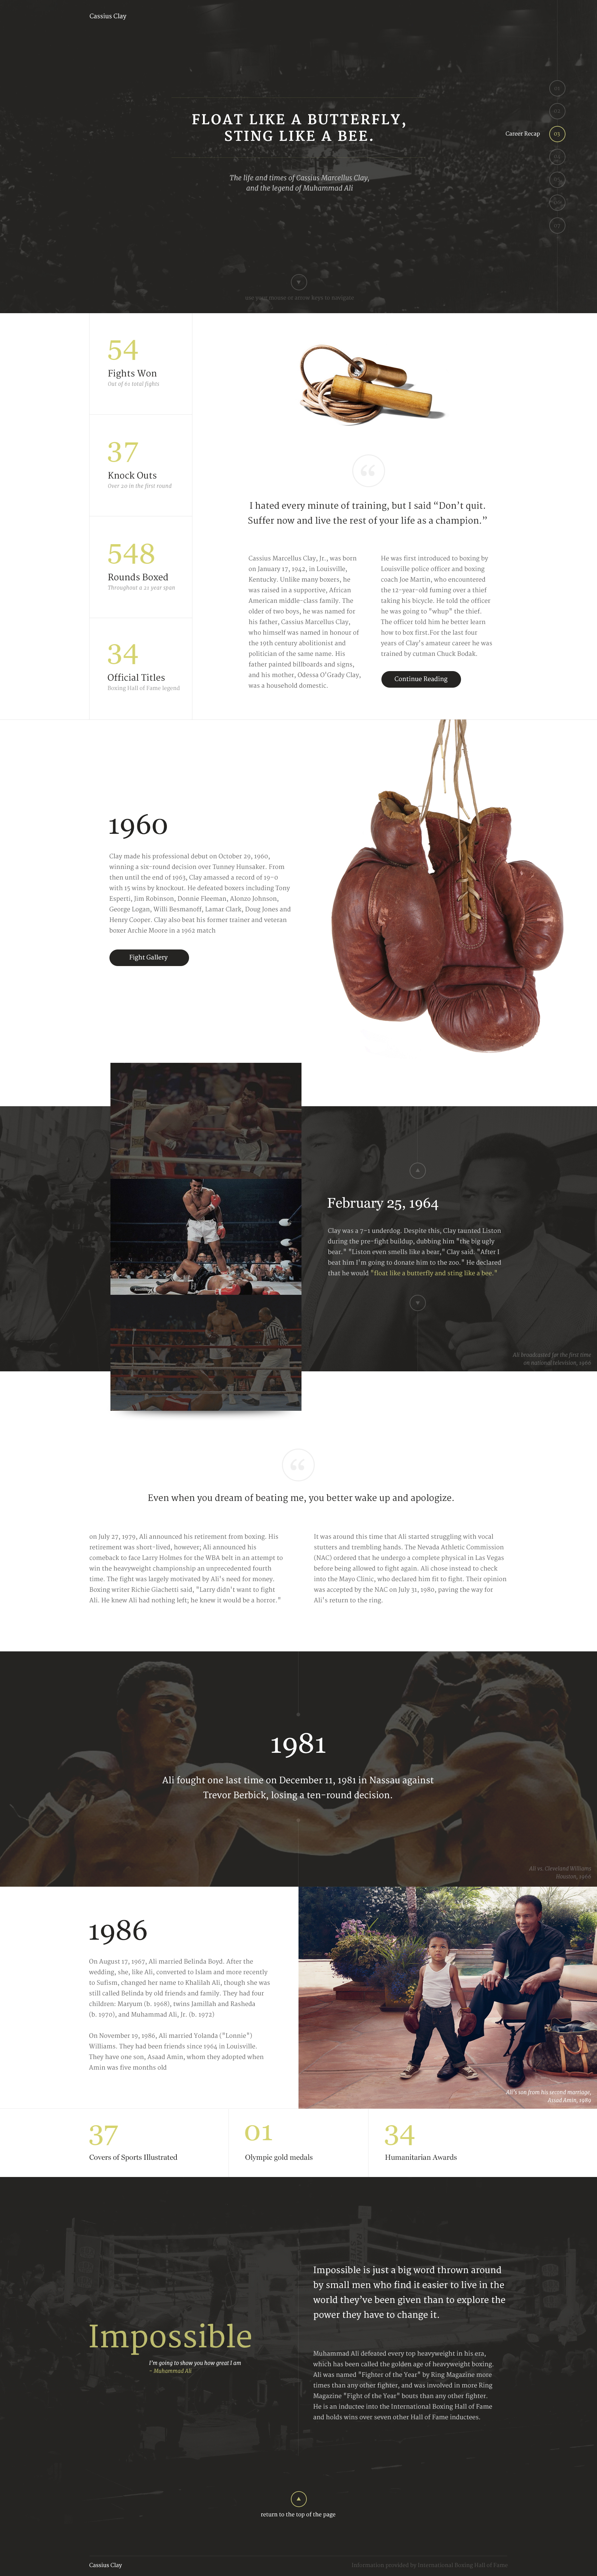 Cassius Clay
FLOAT LIKE A BUTTERFLY,
STING LIKE A BEE.
The life and times of Cassius Marcellus Clay,
and the legend of Muhammad Ali
Career Recap
03
use your mouse or arrow keys to navigate
54
Fights Won
Out of 61 total fights
37
Knock Outs
Over 20 in the first round
548
Rounds Boxed
Throughout a 21 year span
34
Official Titles
Boxing Hall of Fame legend
“
I hated every minute of training, but I said “Don’t quit.
Suffer now and live the rest of your life as a champion.”
Cassius Marcellus Clay, Jr., was born
on January 17, 1942, in Louisville,
Kentucky. Unlike many boxers, he
was raised in a supportive, African
American middle-class family. The
older of two boys, he was named for
his father, Cassius Marcellus Clay,
who himself was named in honour of
the 19th century abolitionist and
politician of the same name. His
father painted billboards and signs,
and his mother, Odessa O'Grady Clay,
was a household domestic.
He was first introduced to boxing by
Louisville police officer and boxing
coach Joe Martin, who encountered
the 12-year-old fuming over a thief
taking his bicycle. He told the officer
he was going to "whup" the thief.
The officer told him he better learn
how to box first.For the last four
years of Clay's amateur career he was
trained by cutman Chuck Bodak.
Continue Reading
1960
Clay made his professional debut on October 29, 1960,
winning a six-round decision over Tunney Hunsaker. From
then until the end of 1963, Clay amassed a record of 19–0
with 15 wins by knockout. He defeated boxers including Tony
Esperti, Jim Robinson, Donnie Fleeman, Alonzo Johnson,
George Logan, Willi Besmanoff, Lamar Clark, Doug Jones and
Henry Cooper. Clay also beat his former trainer and veteran
boxer Archie Moore in a 1962 match
Fight Gallery
February 25, 1964
Clay was a 7–1 underdog. Despite this, Clay taunted Liston
during the pre-fight buildup, dubbing him "the big ugly
bear." "Liston even smells like a bear," Clay said. "After I
beat him I'm going to donate him to the zoo." He declared
that he would "float like a butterfly and sting like a bee."
Ali broadcasted for the first time
on national television, 1960
“
Even when you dream of beating me, you better wake up and apologize.
on July 27, 1979, Ali announced his retirement from boxing. His
retirement was short-lived, however; Ali announced his
comeback to face Larry Holmes for the WBA belt in an attempt to
win the heavyweight championship an unprecedented fourth
time. The fight was largely motivated by Ali's need for money.
Boxing writer Richie Giachetti said, "Larry didn't want to fight
Ali. He knew Ali had nothing left; he knew it would be a horror."
It was around this time that Ali started struggling with vocal
stutters and trembling hands. The Nevada Athletic Commission
(NAC) ordered that he undergo a complete physical in Las Vegas
before being allowed to fight again. Ali chose instead to check
into the Mayo Clinic, who declared him fit to fight. Their opinion
was accepted by the NAC on July 31, 1980, paving the way for
Ali's return to the ring.
1981
Ali fought one last time on December 11, 1981 in Nassau against
Trevor Berbick, losing a ten-round decision.
Ali vs. Cleveland Williams
1986
On August 17, 1967, Ali married Belinda Boyd. After the
wedding, she, like Ali, converted to Islam and more recently
to Sufism, changed her name to Khalilah Ali, though she was
still called Belinda by old friends and family. They had four
children: Maryum (b. 1968), twins Jamillah and Rasheda
(b. 1970), and Muhammad Ali, Jr. (b. 1972)
On November 19, 1986, Ali married Yolanda ("Lonnie")
Williams. They had been friends since 1964 in Louisville.
They have one son, Asaad Amin, whom they adopted when
Amin was five months old
Ali's son from his second marriage,
37
Covers of Sports Illustrated
01
Olympic gold medals
34
Humanitarian Awards
Impossible
I'm going to show you how great I am
- Muhammad Ali
Impossible is just a big word thrown around
by small men who find it easier to live in the
world they've been given than to explore the
power they have to change it.
Muhammad Ali defeated every top heavyweight in his era,
which has been called the golden age of heavyweight boxing.
Ali was named "Fighter of the Year" by Ring Magazine more
times than any other fighter, and was involved in more Ring
Magazine "Fight of the Year" bouts than any other fighter.
He is an inductee into the International Boxing Hall of Fame
and holds wins over seven other Hall of Fame inductees.
return to the top of the page
Cassius Clay
Information provided by International Boxing Hall of Fame